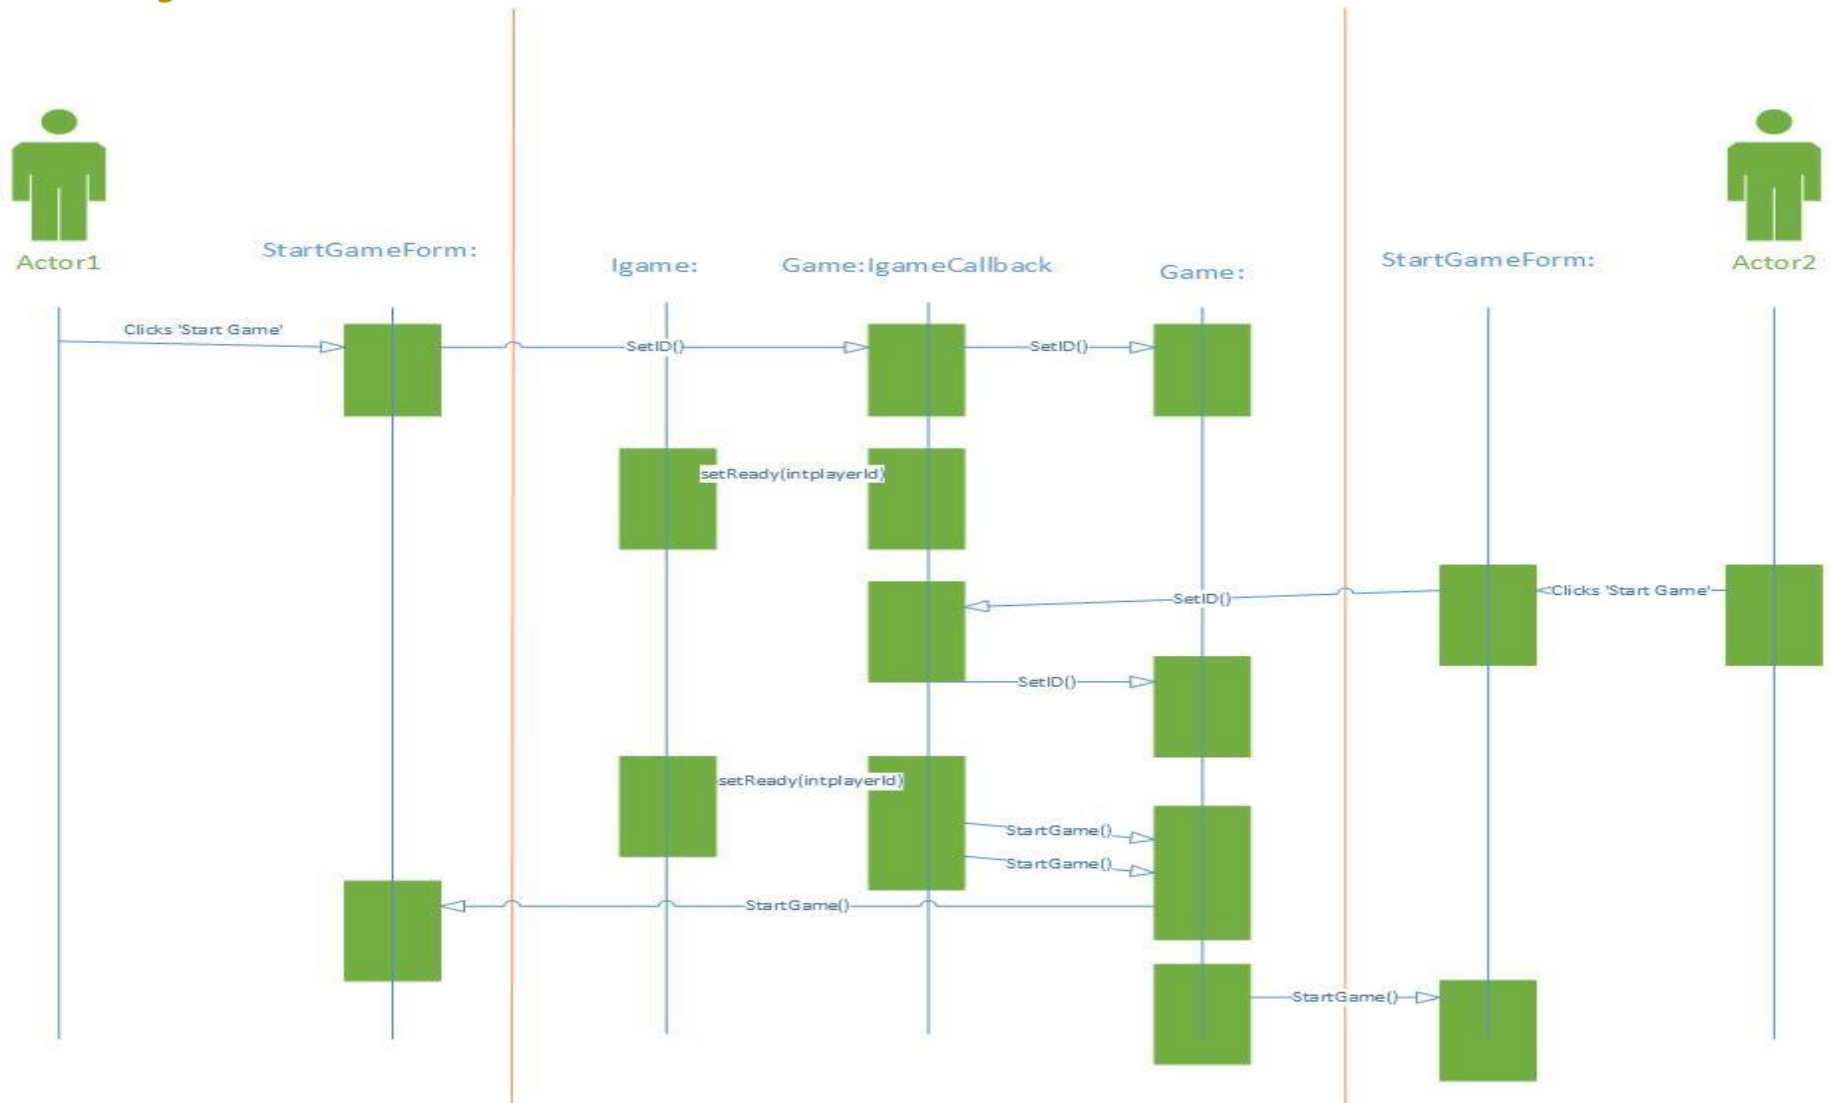 Actor1
StartGameForm:
Igame:
Game:IgameCallback
Game:
StartGameForm:
Actor2
Clicks 'Start Game'
SetID()
SetID()
setReady(intplayerId)
SetID()
Clicks 'Start Game'
SetID()
setReady(intplayerId)
StartGame()
StartGame()
StartGame()
StartGame()